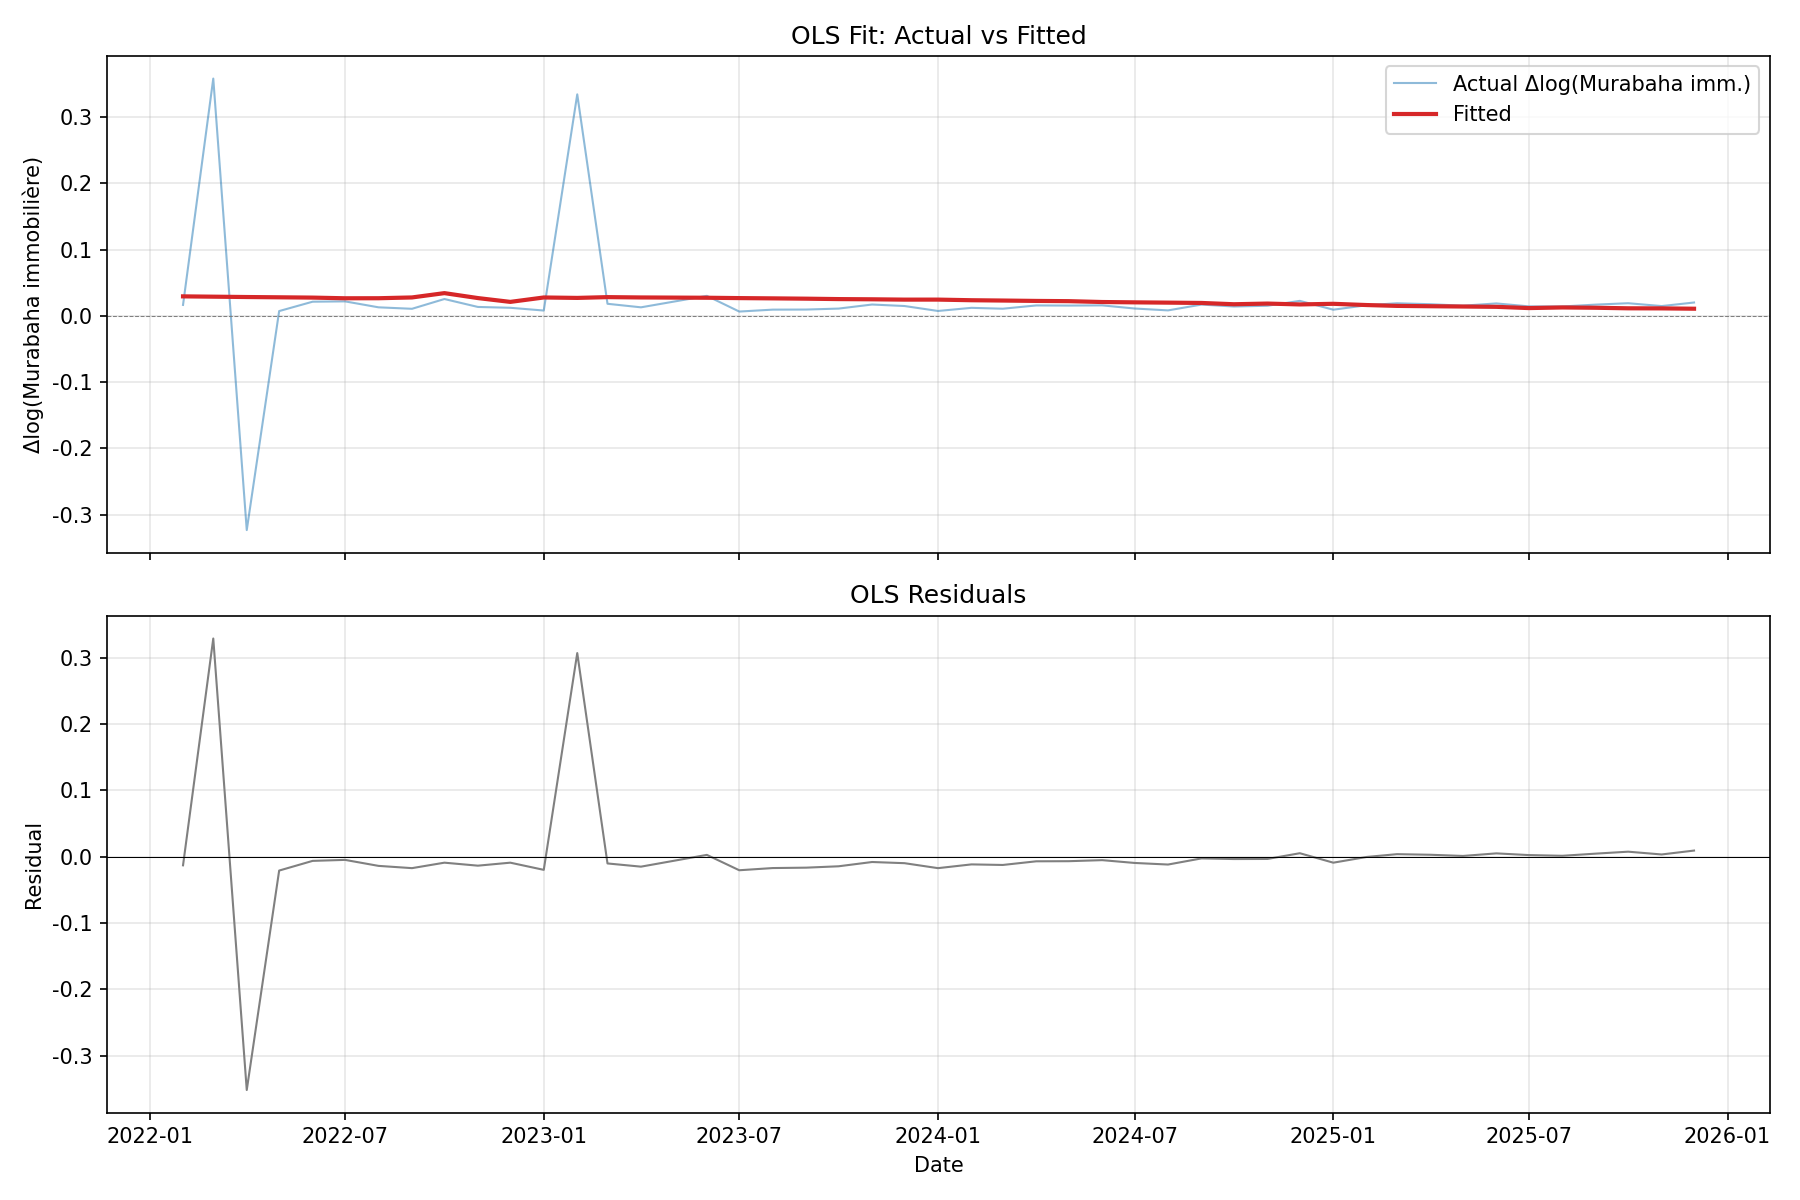 OLS Fit: Actual vs Fitted
Actual Δlog(Murabaha imm.)
Fitted
Δlog(Murabaha immobilière)
0.3
0.2
0.1
0.0
-0.1
-0.2
-0.3
OLS Residuals
Residual
0.3
0.2
0.1
0.0
-0.1
-0.2
-0.3
2022-01 2022-07 2023-01 2023-07 2024-01 2024-07 2025-01 2025-07 2026-01
Date